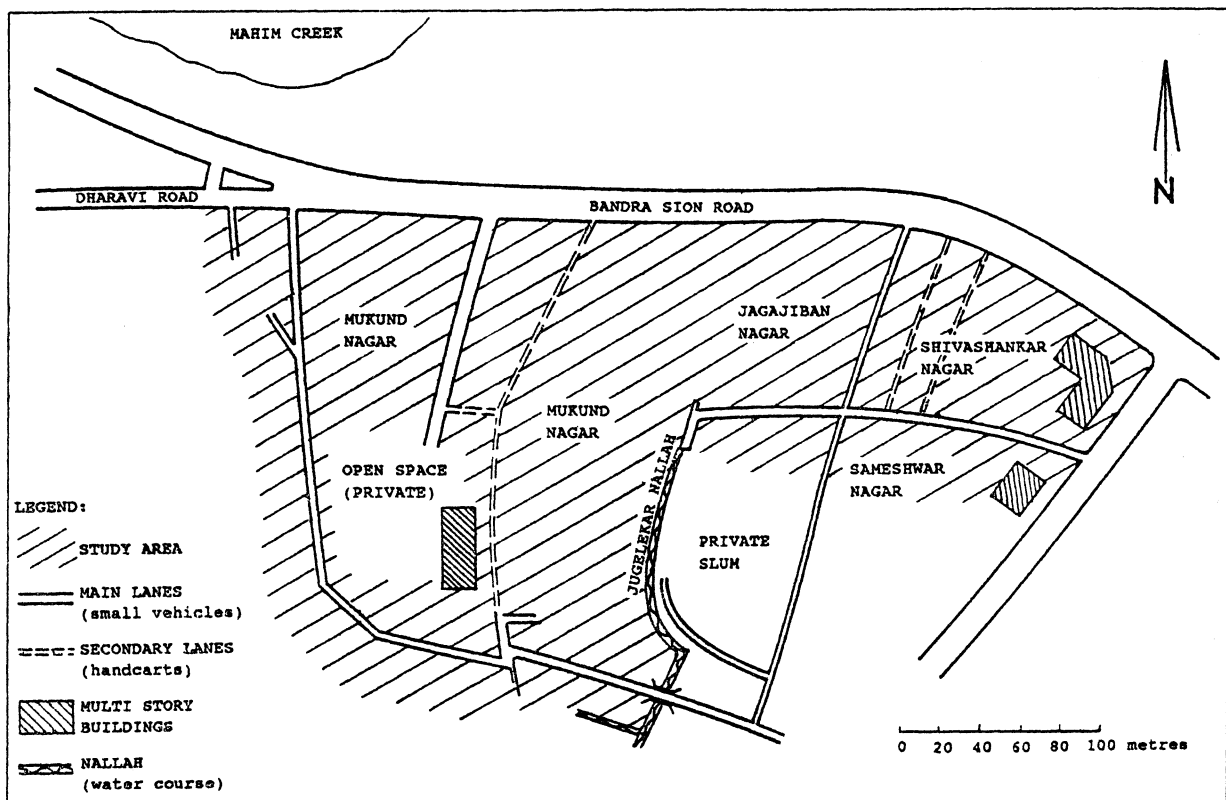 MAHIM CREEK
N
DHARAVI ROAD
BANDRA SION ROAD
MUKUND
NAGAR
JAGAJIBAN
NAGAR
SHIVASHANKAR
NAGAR
MUKUND
NAGAR
OPEN SPACE
(PRIVATE)
JUGELEKAR NALLAH
SAMESHWAR
NAGAR
PRIVATE
SLUM
LEGEND:
STUDY AREA
MAIN LANES
(small vehicles)
SECONDARY LANES
(handcarts)
MULTI STORY
BUILDINGS
NALLAH
(water course)
0 20 40 60 80 100 metres